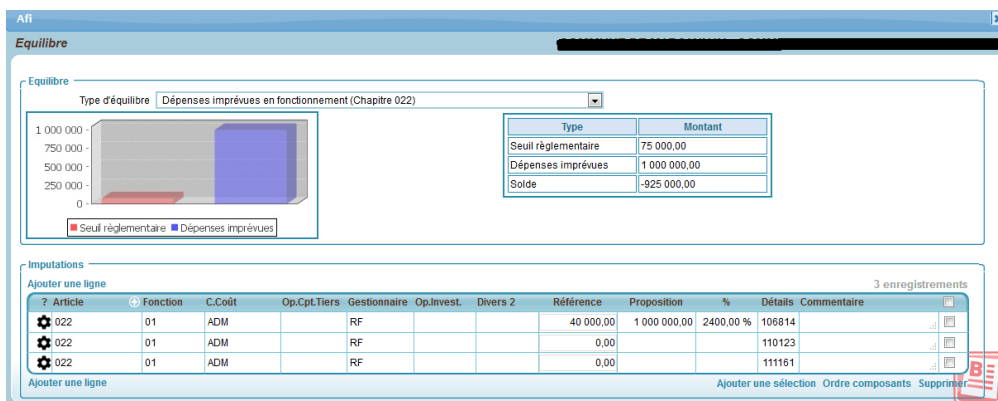 Afi
Equilibre
Equilibre
Type d'équilibre Dépenses imprévues en fonctionnement (Chapitre 022)
1 000 000
750 000
500 000
250 000
0
Seuil règlementaire Dépenses imprévues
Type Montant
Seuil règlementaire 75 000,00
Dépenses imprévues 1 000 000,00
Solde -925 000,00
Imputations
Ajouter une ligne 3 enregistrements
? Article Fonction C.Coût Op.Cpt.Tiers Gestionnaire Op.Invest. Divers 2 Référence Proposition % Détails Commentaire
022 01 ADM RF 40 000,00 1 000 000,00 2400,00 % 106814
022 01 ADM RF 0,00 110123
022 01 ADM RF 0,00 111161
Ajouter une ligne Ajouter une sélection Ordre composants Supprimer